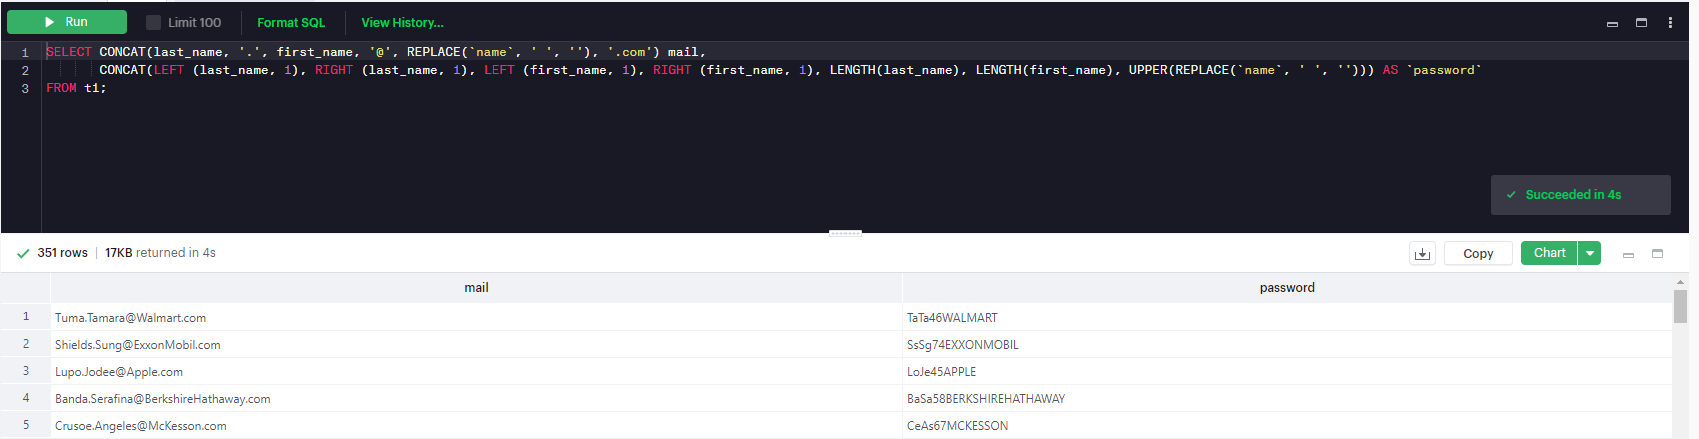 Run Limit 100 Format SQL View History...
1 SELECT CONCAT(last_name, '.', first_name, '@', REPLACE(`name`, ' ', ''), '.com') mail,
2 CONCAT(LEFT (last_name, 1), RIGHT (last_name, 1), LEFT (first_name, 1), RIGHT (first_name, 1), LENGTH(last_name), LENGTH(first_name), UPPER(REPLACE(`name`, ' ', ''))) AS `password`
3 FROM t1;
Succeeded in 4s
351 rows | 17KB returned in 4s Copy Chart
mail password
1 Tuma.Tamara@Walmart.com TaTa46WALMART
2 Shields.Sung@ExxonMobil.com SsSg74EXXONMOBIL
3 Lupo.Jodee@Apple.com LoJe45APPLE
4 Banda.Serafina@BerkshireHathaway.com BaSa58BERKSHIREHATHAWAY
5 Crusoe.Angeles@McKesson.com CeAs67MCKESSON